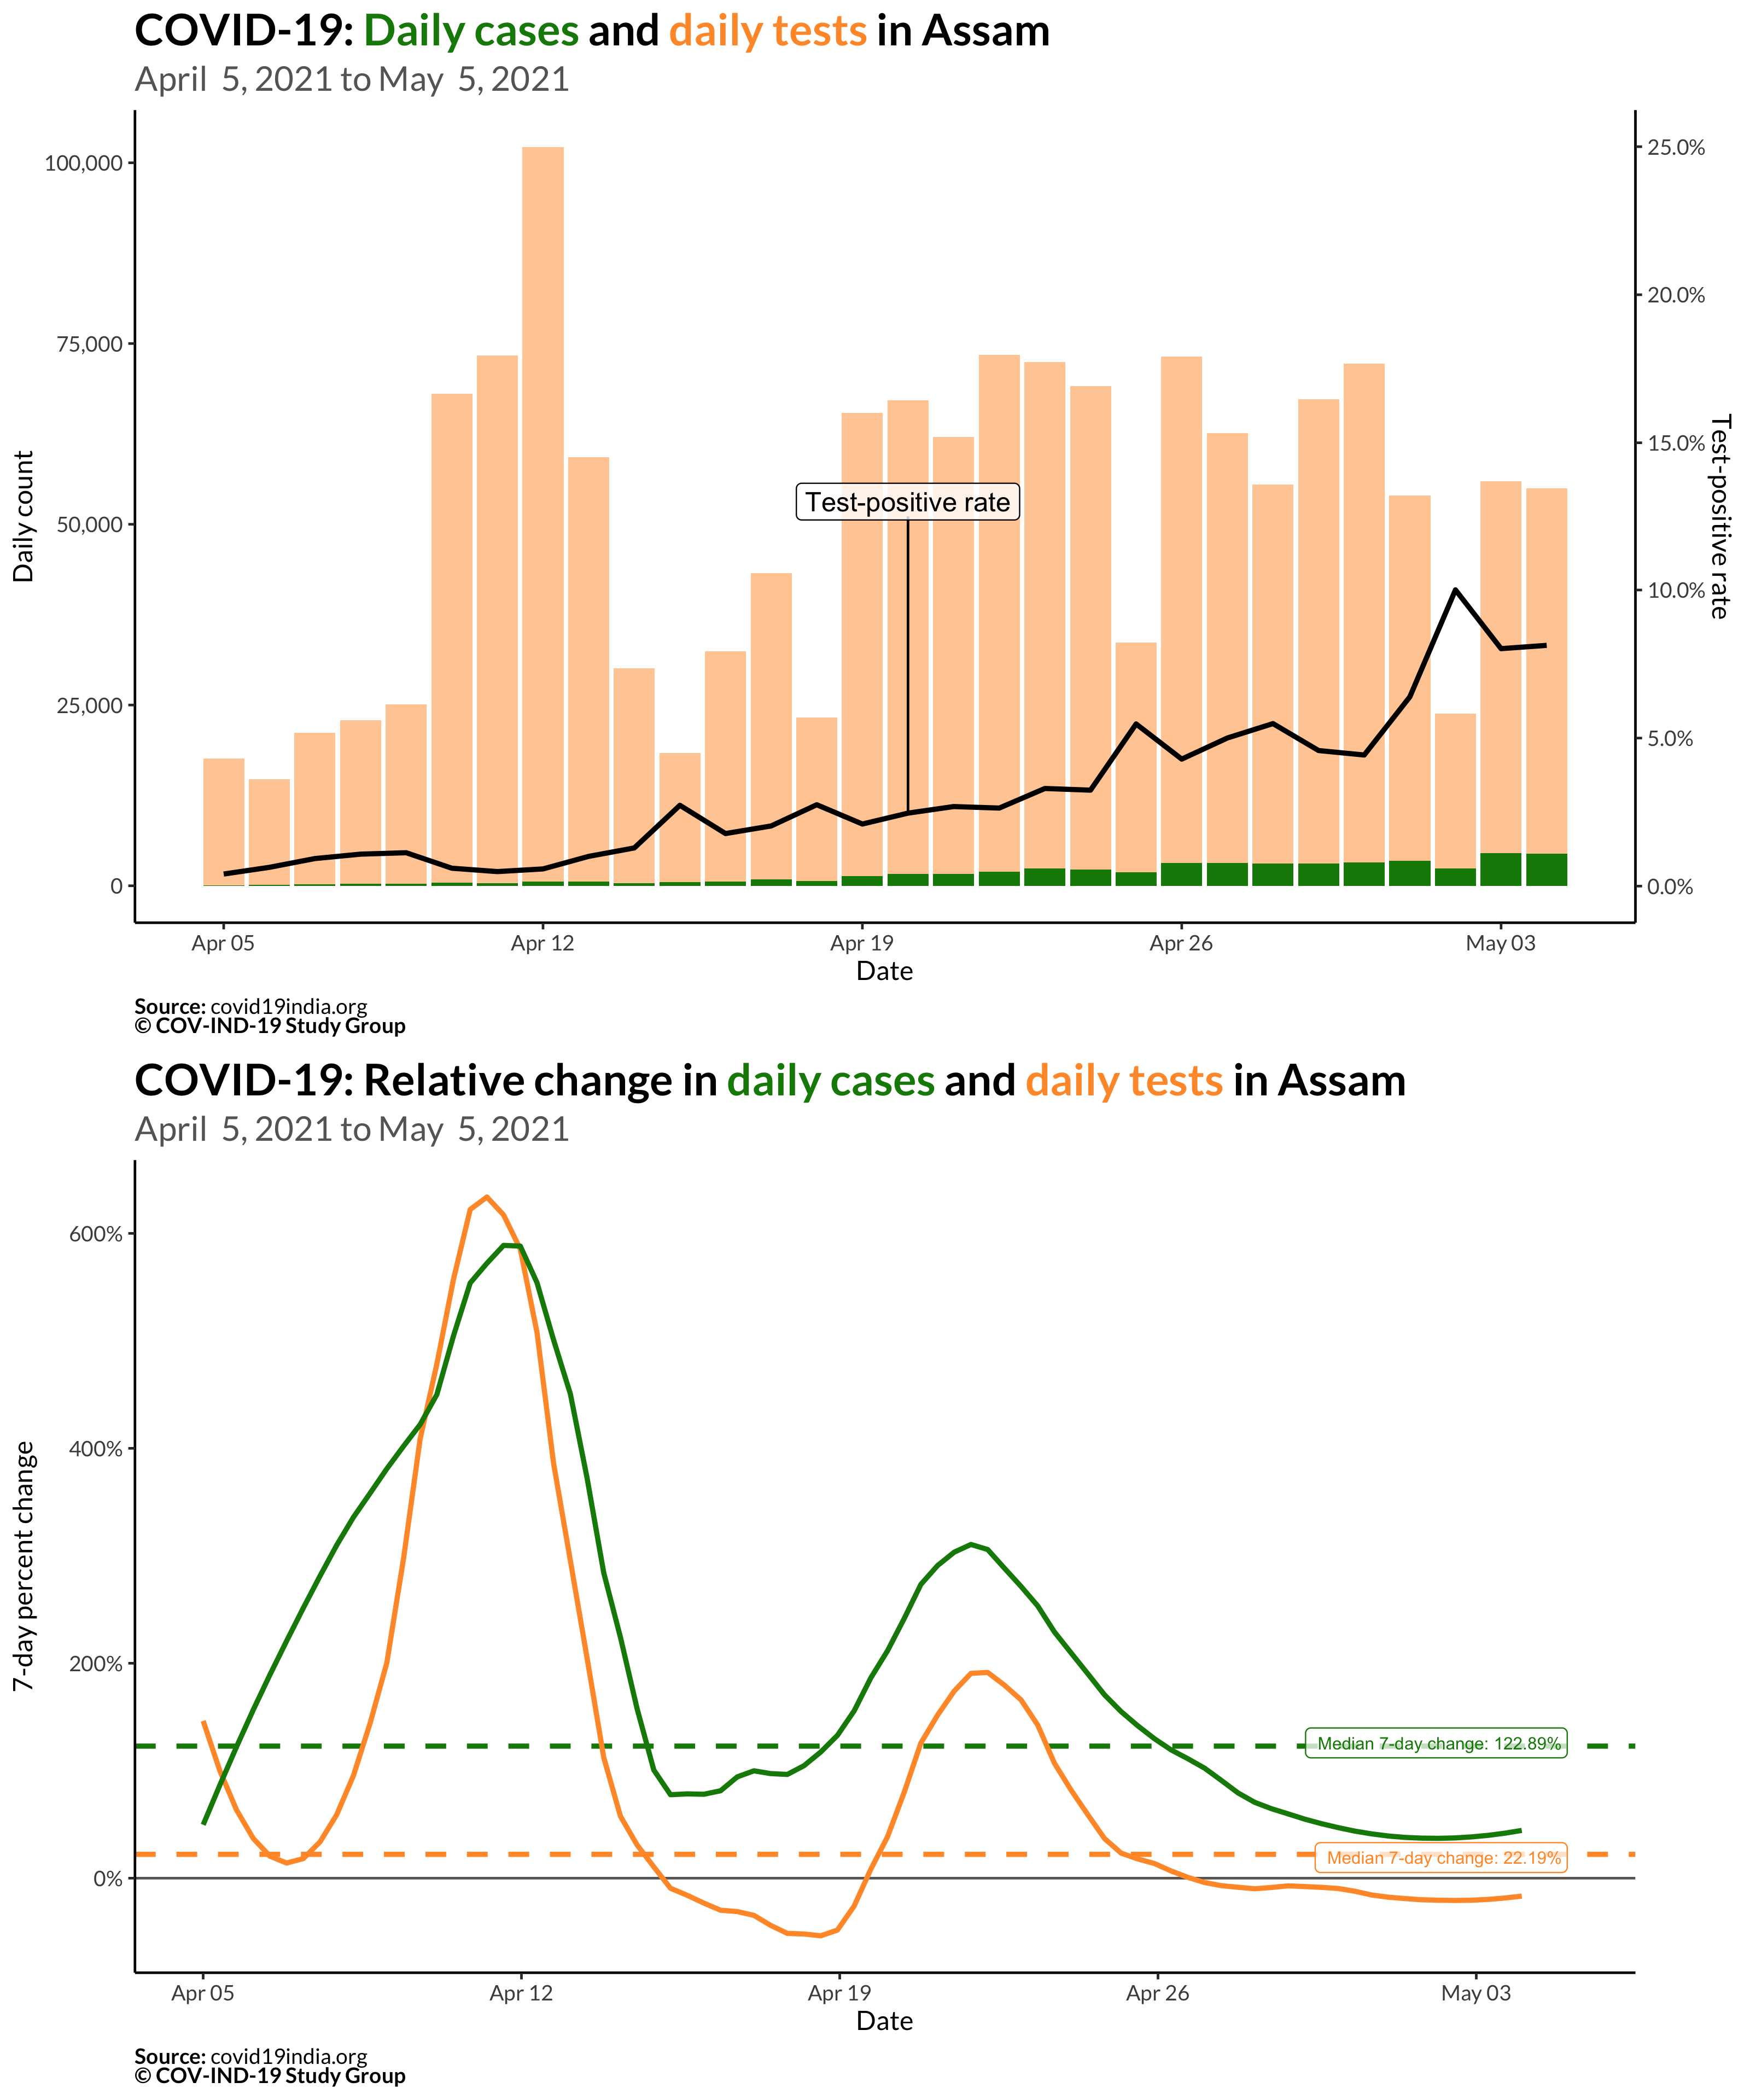 COVID-19: Daily cases and daily tests in Assam
April 5, 2021 to May 5, 2021
100,000
75,000
50,000
25,000
0
Daily count
25.0%
20.0%
15.0%
10.0%
5.0%
0.0%
Test-positive rate
Test-positive rate
Apr 05
Apr 12
Apr 19
Apr 26
May 03
Date
Source: covid19india.org
© COV-IND-19 Study Group
COVID-19: Relative change in daily cases and daily tests in Assam
April 5, 2021 to May 5, 2021
600%
400%
200%
0%
7-day percent change
Median 7-day change: 122.89%
Median 7-day change: 22.19%
Apr 05
Apr 12
Apr 19
Apr 26
May 03
Date
Source: covid19india.org
© COV-IND-19 Study Group